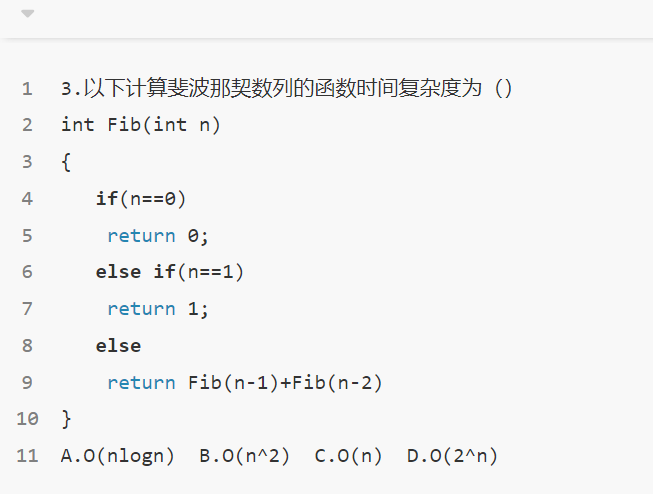 1 3.以下计算斐波那契数列的函数时间复杂度为（）
2 int Fib(int n)
3 {
4 if(n==0)
5 return 0;
6 else if(n==1)
7 return 1;
8 else
9 return Fib(n-1)+Fib(n-2)
10 }
11 A.O(nlogn) B.O(n^2) C.O(n) D.O(2^n)